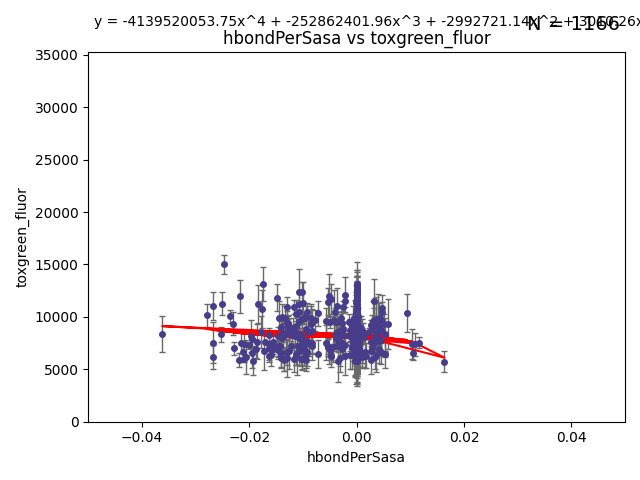 y = -4139520053.75x^4 + -252862401.96x^3 + -2992721.14x^2 +
N = 1166
hbondPerSasa vs toxgreen_fluor
35000
30000
25000
20000
15000
10000
5000
0
toxgreen_fluor
-0.04
-0.02
0.00
0.02
0.04
hbondPerSasa